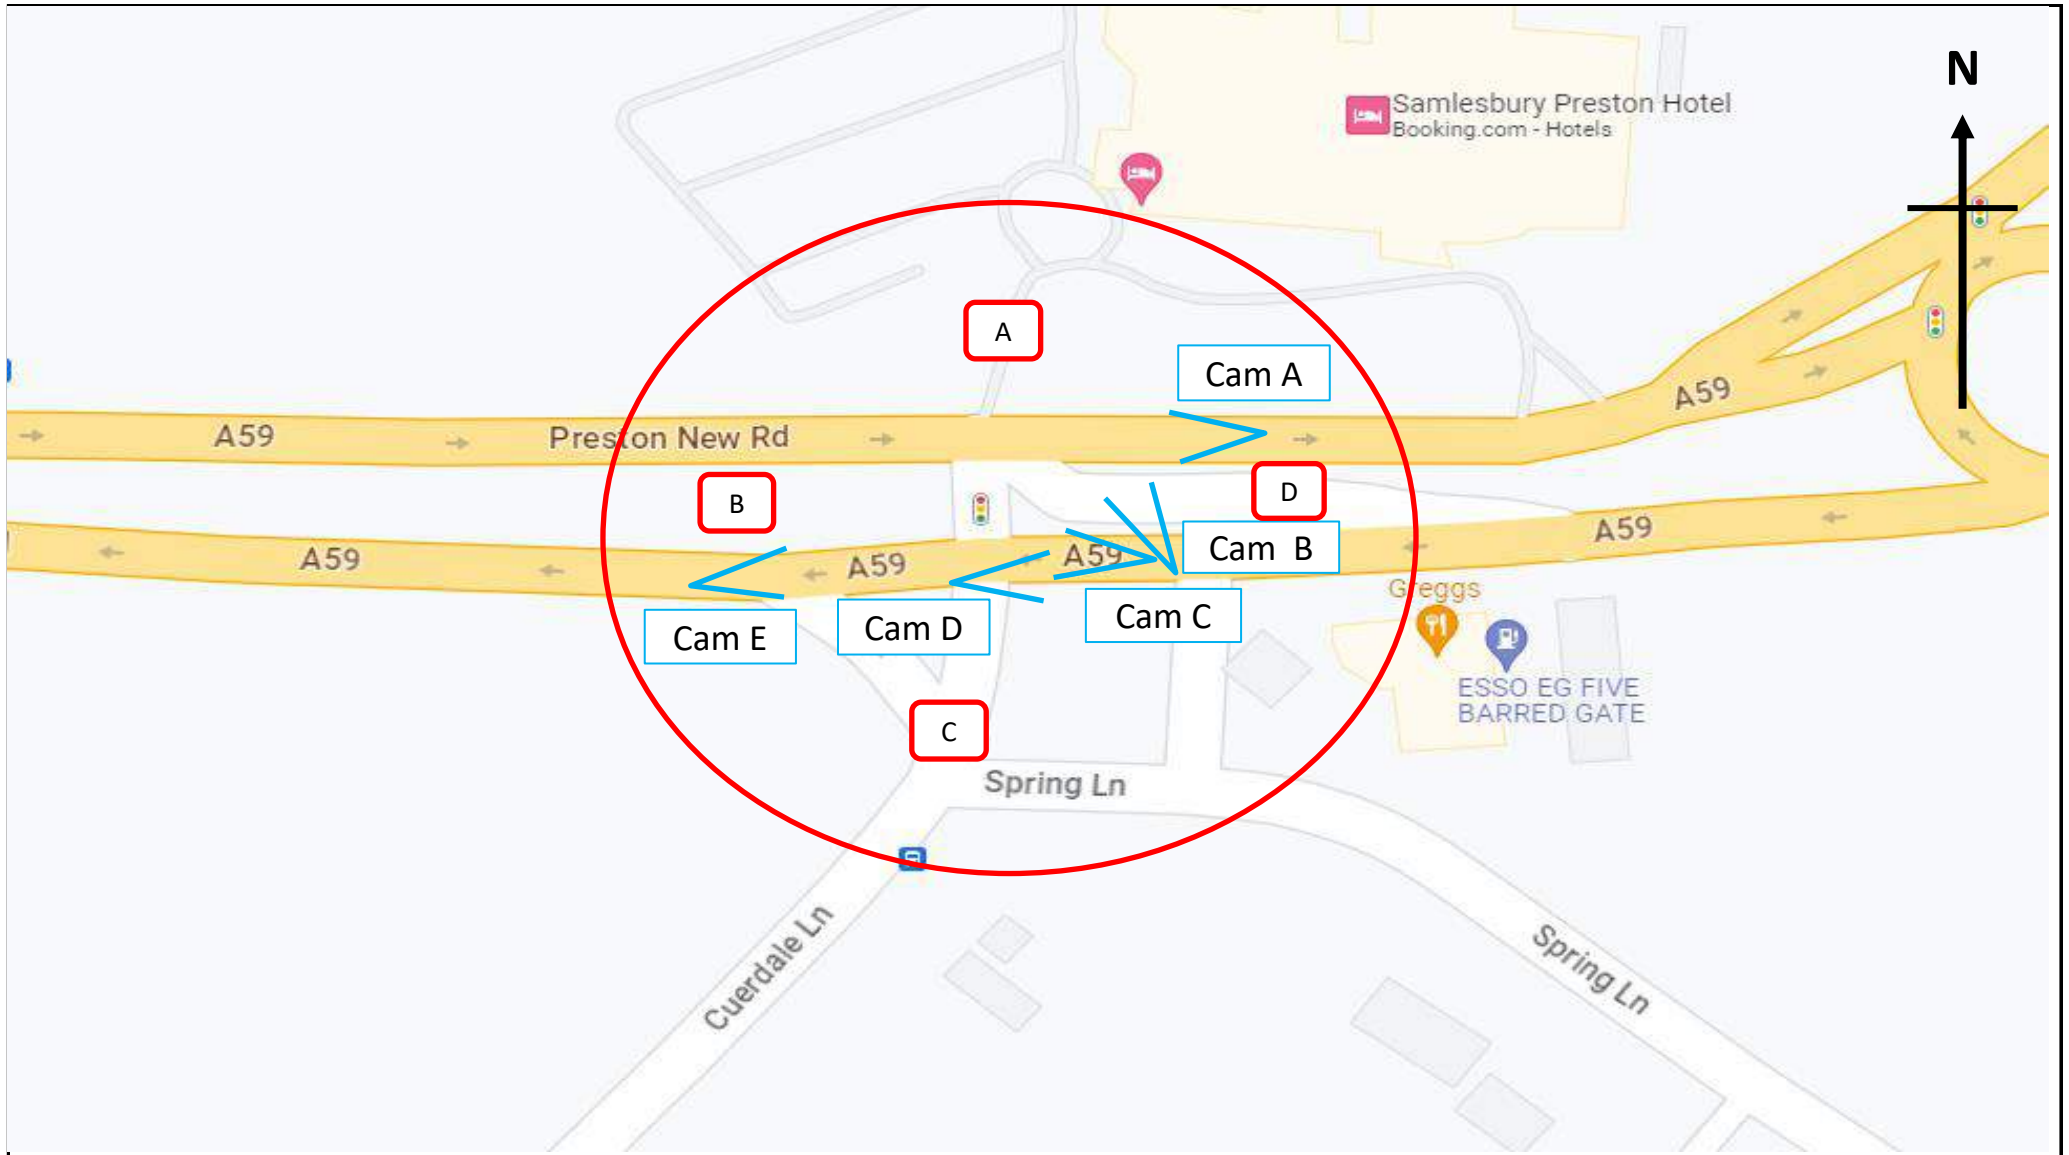 N
Samlesbury Preston Hotel
Booking.com - Hotels
A
Cam A
A59
A59
Preston New Rd
B
D
A59
A59
A59
A59
Cam B
Greggs
Cam E
Cam D
Cam C
ESSO EG FIVE
BARRED GATE
C
Spring Ln
Cuerdale Ln
Spring Ln